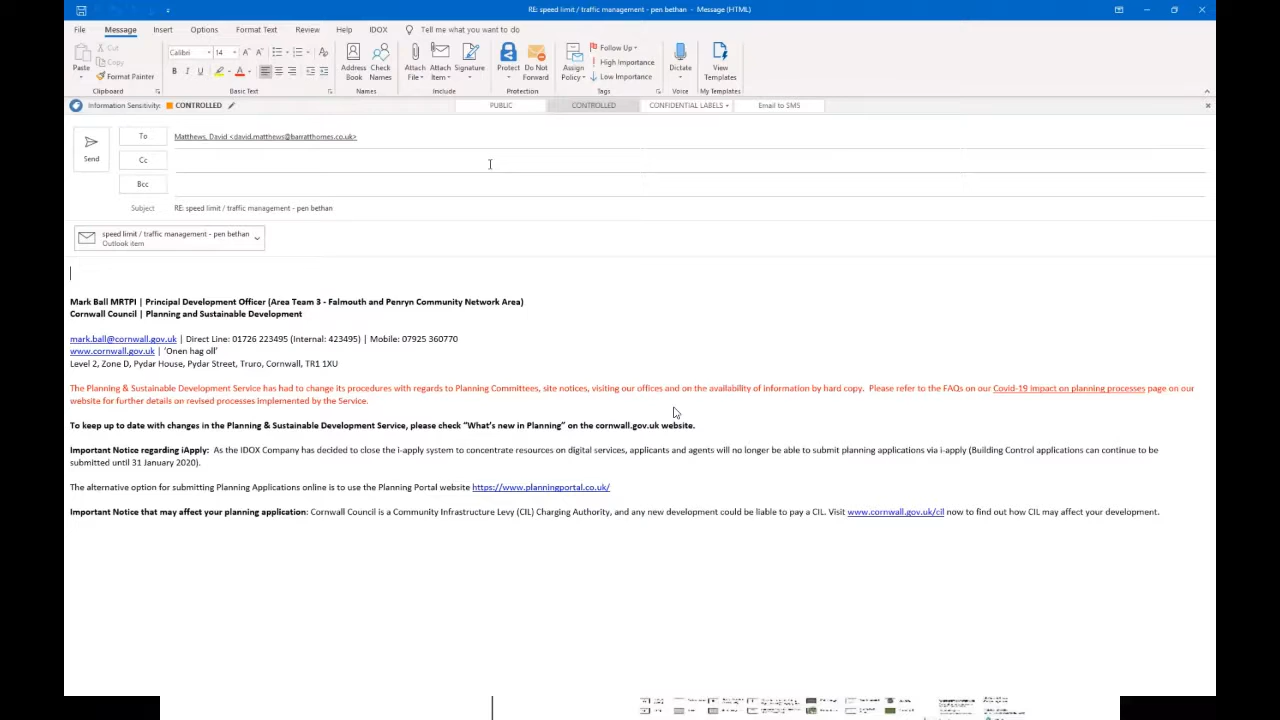 RE: speed limit / traffic management - pen bethan - Message (HTML)
File Message Insert Options Format Text Review Help IDOX Tell me what you want to do
Paste Cut Copy Format Painter Clipboard
Calibri 14 Basic Text
Address Book Check Names Names
Attach File Attach Item Signature Include
Protect Do Not Forward Protection
Assign Policy Follow Up High Importance Low Importance Tags
Dictate Voice
View Templates My Templates
Information Sensitivity: CONTROLLED PUBLIC CONTROLLED CONFIDENTIAL LABELS Email to SMS
Send
To Matthews, David <david.matthews@barratthomes.co.uk>
Cc
Bcc
Subject RE: speed limit / traffic management - pen bethan
speed limit / traffic management - pen bethan
Outlook item
Mark Ball MRTPI | Principal Development Officer (Area Team 3 - Falmouth and Penryn Community Network Area)
Cornwall Council | Planning and Sustainable Development
mark.ball@cornwall.gov.uk | Direct Line: 01726 223495 (Internal: 423495) | Mobile: 07925 360770
www.cornwall.gov.uk | 'Onen hag oll'
Level 2, Zone D, Pydar House, Pydar Street, Truro, Cornwall, TR1 1XU
The Planning & Sustainable Development Service has had to change its procedures with regards to Planning Committees, site notices, visiting our offices and on the availability of information by hard copy. Please refer to the FAQs on our Covid-19 impact on planning processes page on our
website for further details on revised processes implemented by the Service.
To keep up to date with changes in the Planning & Sustainable Development Service, please check “What's new in Planning” on the cornwall.gov.uk website.
Important Notice regarding iApply: As the IDOX Company has decided to close the i-apply system to concentrate resources on digital services, applicants and agents will no longer be able to submit planning applications via i-apply (Building Control applications can continue to be
submitted until 31 January 2020).
The alternative option for submitting Planning Applications online is to use the Planning Portal website https://www.planningportal.co.uk/
Important Notice that may affect your planning application: Cornwall Council is a Community Infrastructure Levy (CIL) Charging Authority, and any new development could be liable to pay a CIL. Visit www.cornwall.gov.uk/cil now to find out how CIL may affect your development.